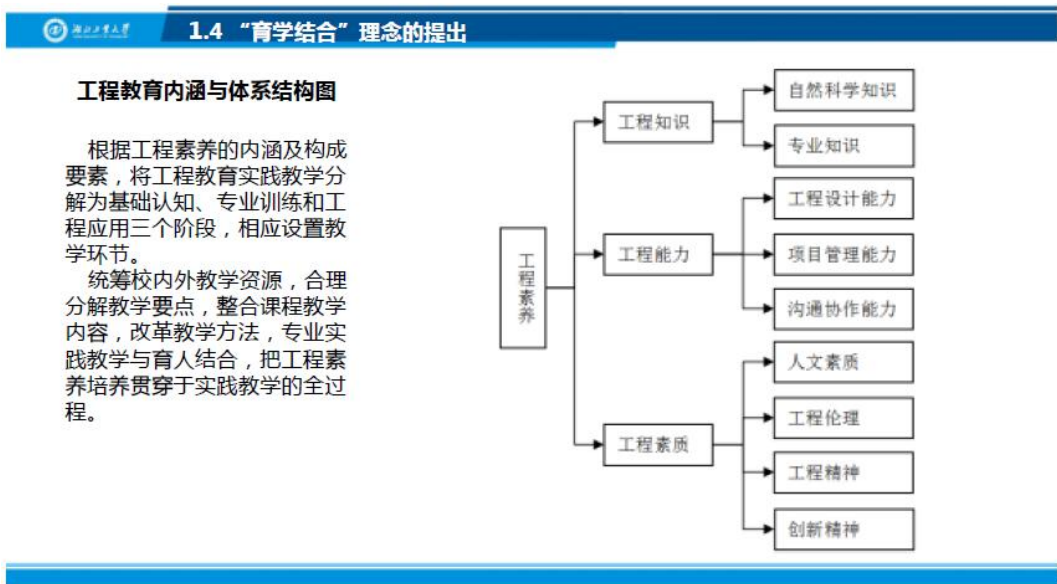 1.4 “育学结合”理念的提出
工程教育内涵与体系结构图
根据工程素养的内涵及构成
要素，将工程教育实践教学分
解为基础认知、专业训练和工
程应用三个阶段，相应设置教
学环节。
统筹校内外教学资源，合理
分解教学要点，整合课程教学
内容，改革教学方法，专业实
践教学与育人结合，把工程素
养培养贯穿于实践教学的全过
程。
工程素养
工程知识
自然科学知识
专业知识
工程能力
工程设计能力
项目管理能力
沟通协作能力
工程素质
人文素质
工程伦理
工程精神
创新精神